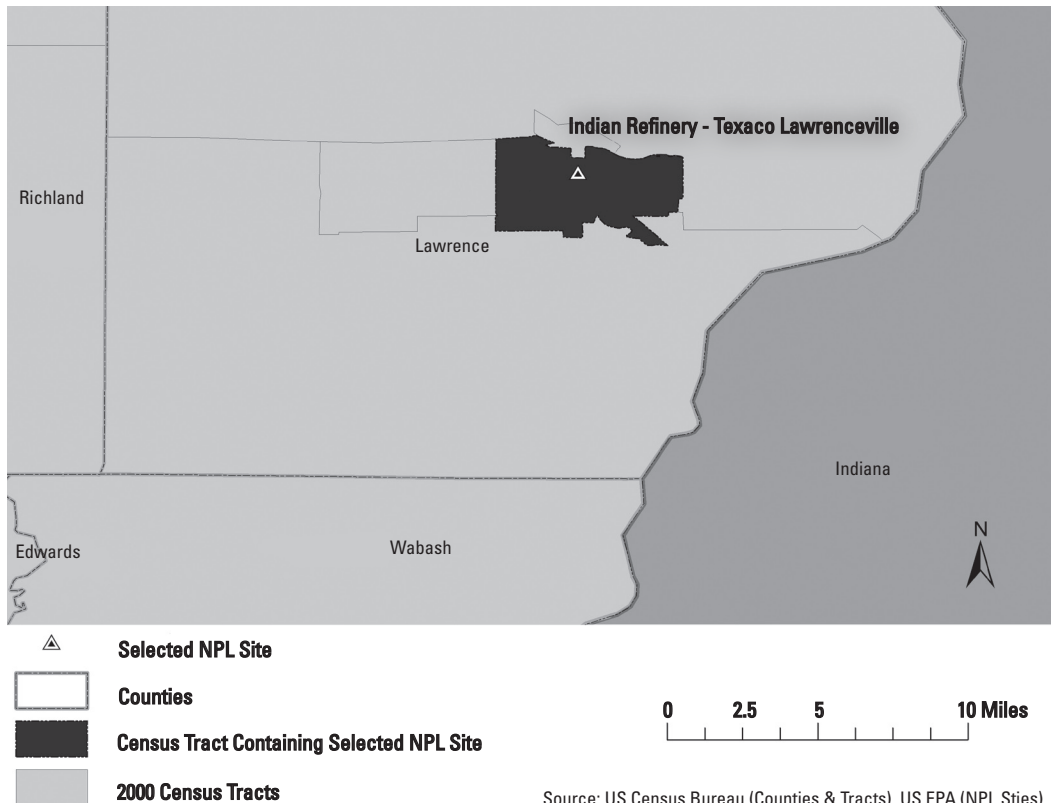 Indian Refinery - Texaco Lawrenceville
Richland
Lawrence
Indiana
N
Edwards
Wabash
Selected NPL Site
Counties
0 2.5 5 10 Miles
Census Tract Containing Selected NPL Site
2000 Census Tracts
Source: US Census Bureau (Counties & Tracts), US EPA (NPL Sties)